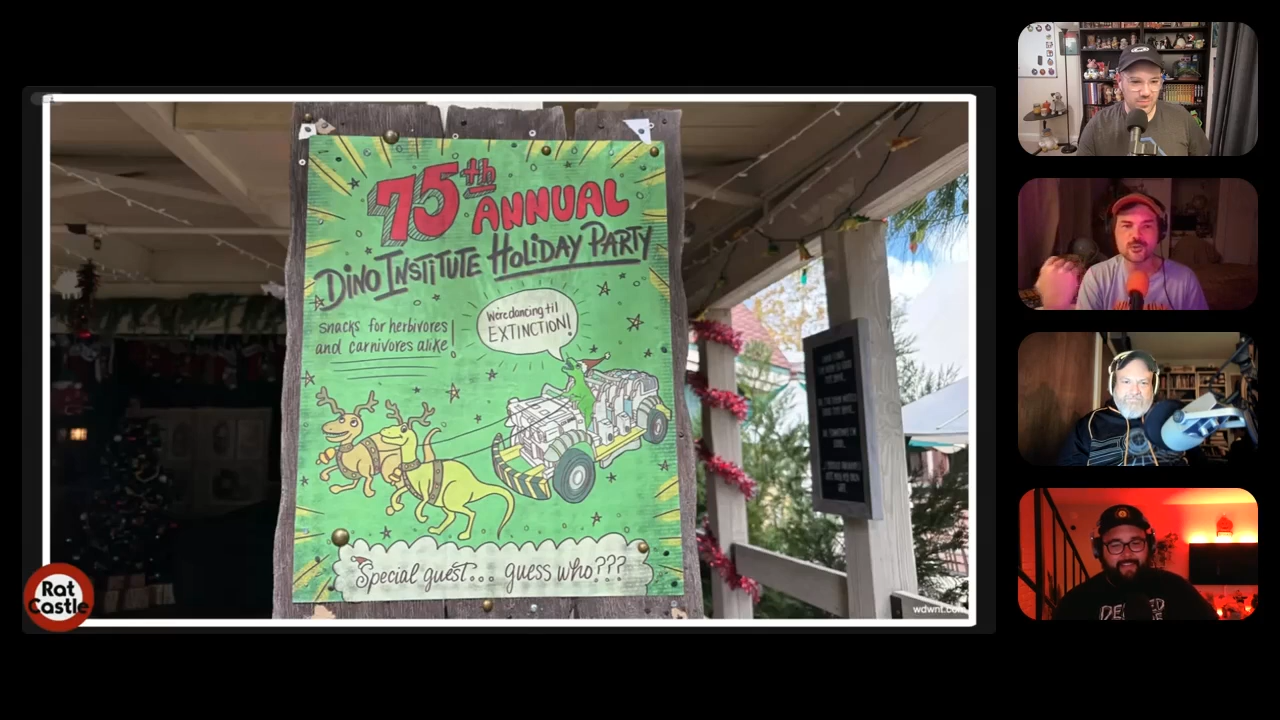 75th
ANNUAL
DINO INSTITUTE HOLIDAY PARTY
snacks for herbivores
and carnivores alike!
We're dancing til
EXTINCTION!
Special guest... guess who???
Rat
Castle
wdwnt.com